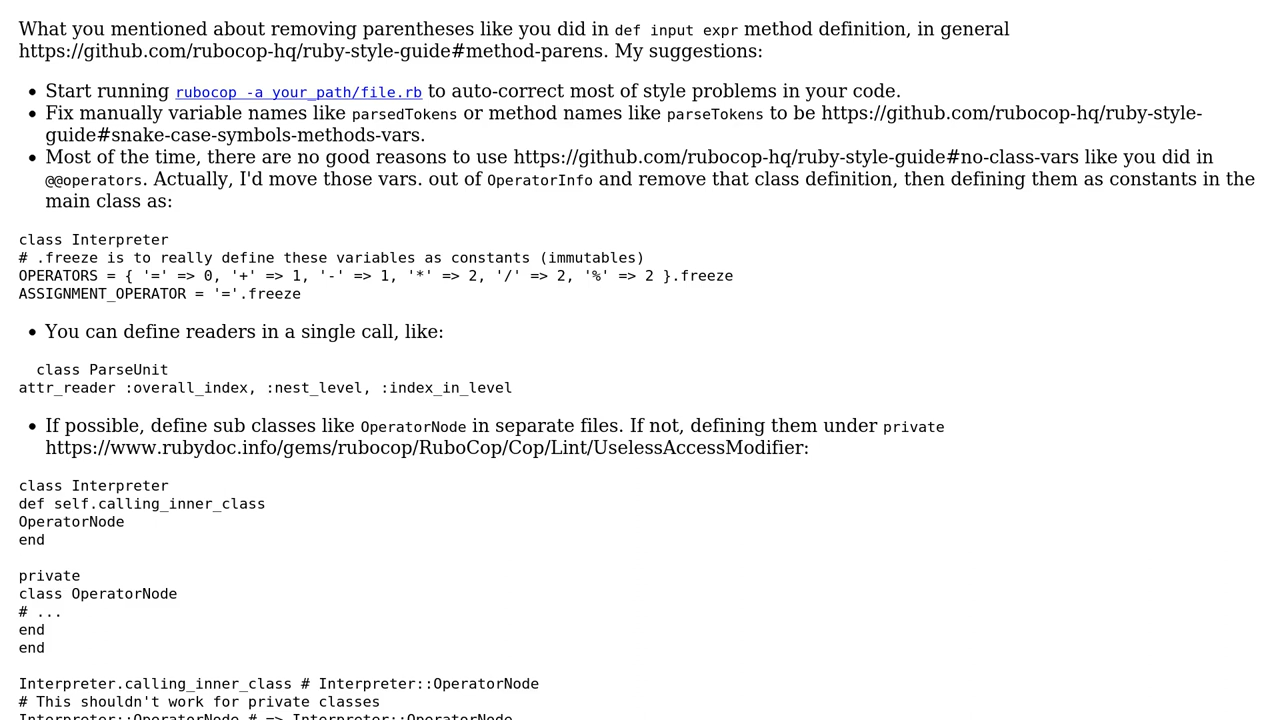 What you mentioned about removing parentheses like you did in def input expr method definition, in general
https://github.com/rubocop-hq/ruby-style-guide#method-parens. My suggestions:
• Start running rubocop -a your_path/file.rb to auto-correct most of style problems in your code.
• Fix manually variable names like parsedTokens or method names like parseTokens to be https://github.com/rubocop-hq/ruby-style-
guide#snake-case-symbols-methods-vars.
• Most of the time, there are no good reasons to use https://github.com/rubocop-hq/ruby-style-guide#no-class-vars like you did in
@@operators. Actually, I'd move those vars. out of OperatorInfo and remove that class definition, then defining them as constants in the
main class as:
class Interpreter
# .freeze is to really define these variables as constants (immutables)
OPERATORS = { '=' => 0, '+' => 1, '-' => 1, '*' => 2, '/' => 2, '%' => 2 }.freeze
ASSIGNMENT_OPERATOR = '='.freeze
• You can define readers in a single call, like:
  class ParseUnit
attr_reader :overall_index, :nest_level, :index_in_level
• If possible, define sub classes like OperatorNode in separate files. If not, defining them under private
https://www.rubydoc.info/gems/rubocop/RuboCop/Cop/Lint/UselessAccessModifier:
class Interpreter
def self.calling_inner_class
OperatorNode
end
private
class OperatorNode
# ...
end
end
Interpreter.calling_inner_class # Interpreter::OperatorNode
# This shouldn't work for private classes
Interpreter::OperatorNode # => Interpreter::OperatorNode